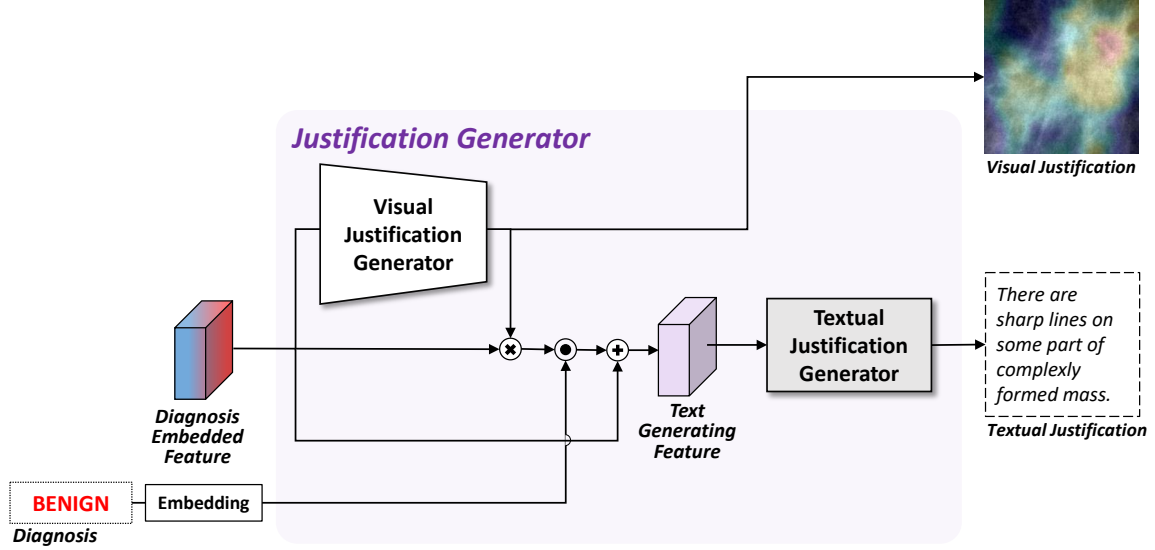 Visual Justification
Justification Generator
Visual
Justification
Generator
Textual
Justification
Generator
There are
sharp lines on
some part of
complexly
formed mass.
Textual Justification
Diagnosis
Embedded
Feature
Text
Generating
Feature
BENIGN
Embedding
Diagnosis